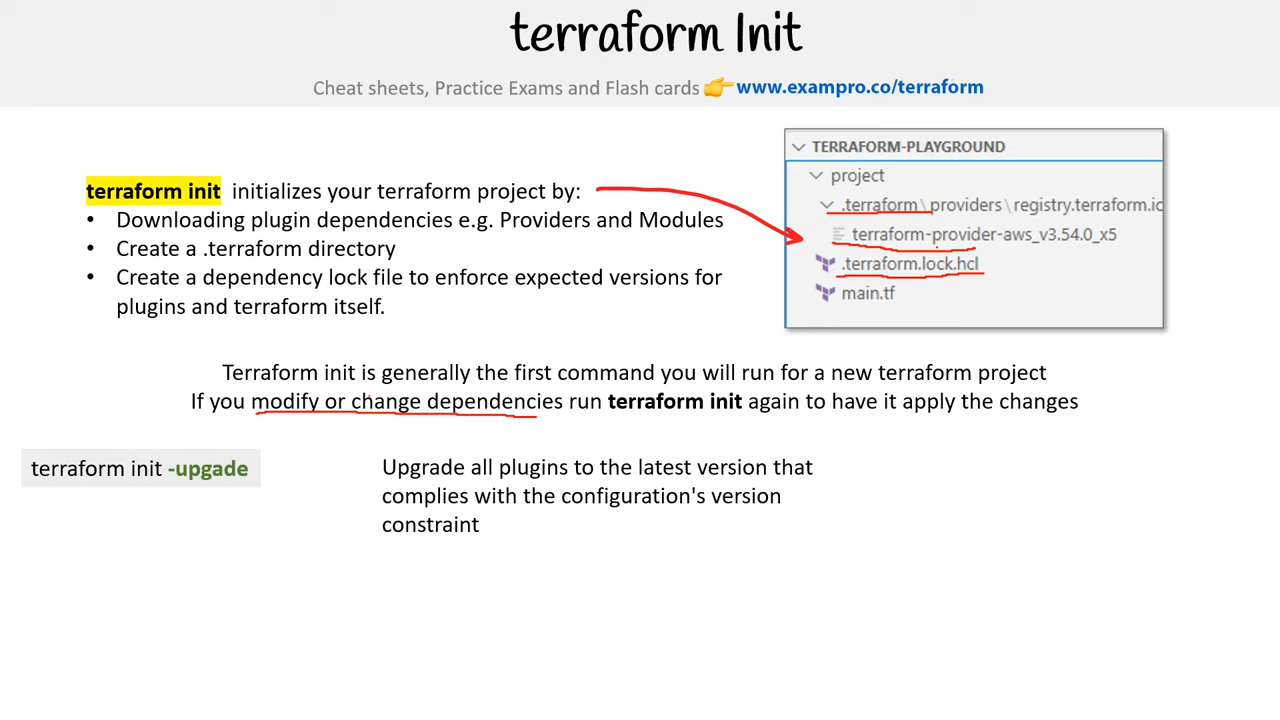 terraform Init
Cheat sheets, Practice Exams and Flash cards 👉 www.exampro.co/terraform
terraform init initializes your terraform project by:
• Downloading plugin dependencies e.g. Providers and Modules
• Create a .terraform directory
• Create a dependency lock file to enforce expected versions for
plugins and terraform itself.
TERRAFORM-PLAYGROUND
project
.terraform\providers\registry.terraform.io
terraform-provider-aws_v3.54.0_x5
.terraform.lock.hcl
main.tf
Terraform init is generally the first command you will run for a new terraform project
If you modify or change dependencies run terraform init again to have it apply the changes
terraform init -upgade
Upgrade all plugins to the latest version that
complies with the configuration's version
constraint